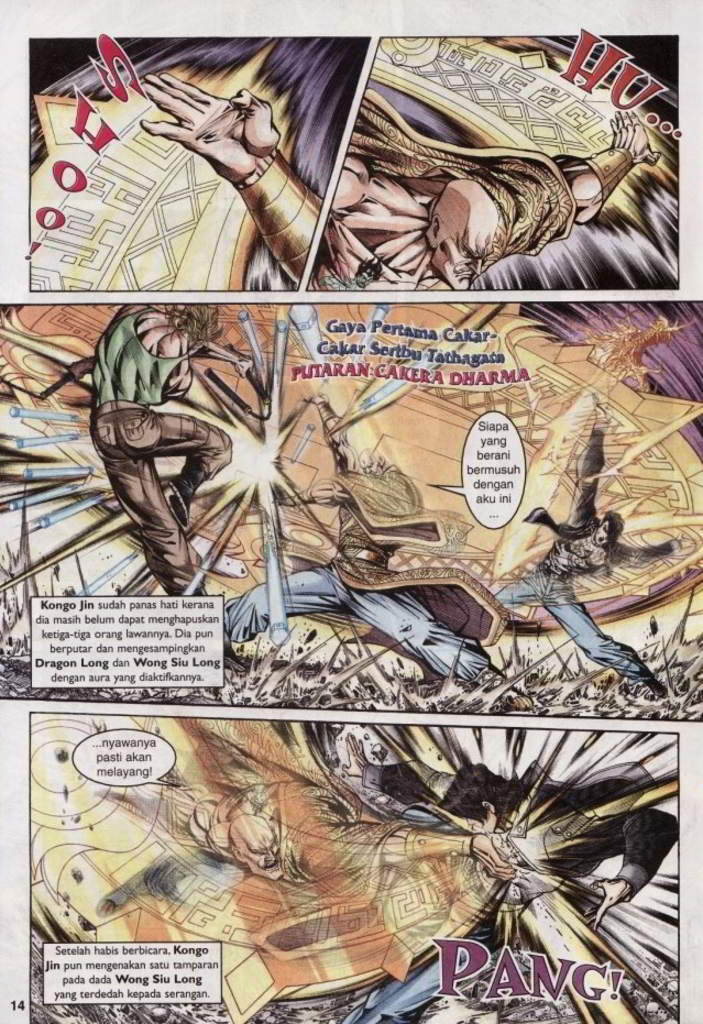 SHOO!
HU...
Gaya Pertama Cakar-
Cakar Seribu Tathagata
PUTARAN CAKERA DHARMA
Siapa
yang
berani
bermusuh
dengan
aku ini
...
Kongo Jin sudah panas hati kerana
dia masih belum dapat menghapuskan
ketiga-tiga orang lawannya. Dia pun
berputar dan mengesampingkan
Dragon Long dan Wong Siu Long
dengan aura yang diaktifkannya.
...nyawanya
pasti akan
melayang!
Setelah habis berbicara, Kongo
Jin pun mengenakan satu tamparan
pada dada Wong Siu Long
yang terdedah kepada serangan.
PANG!
14